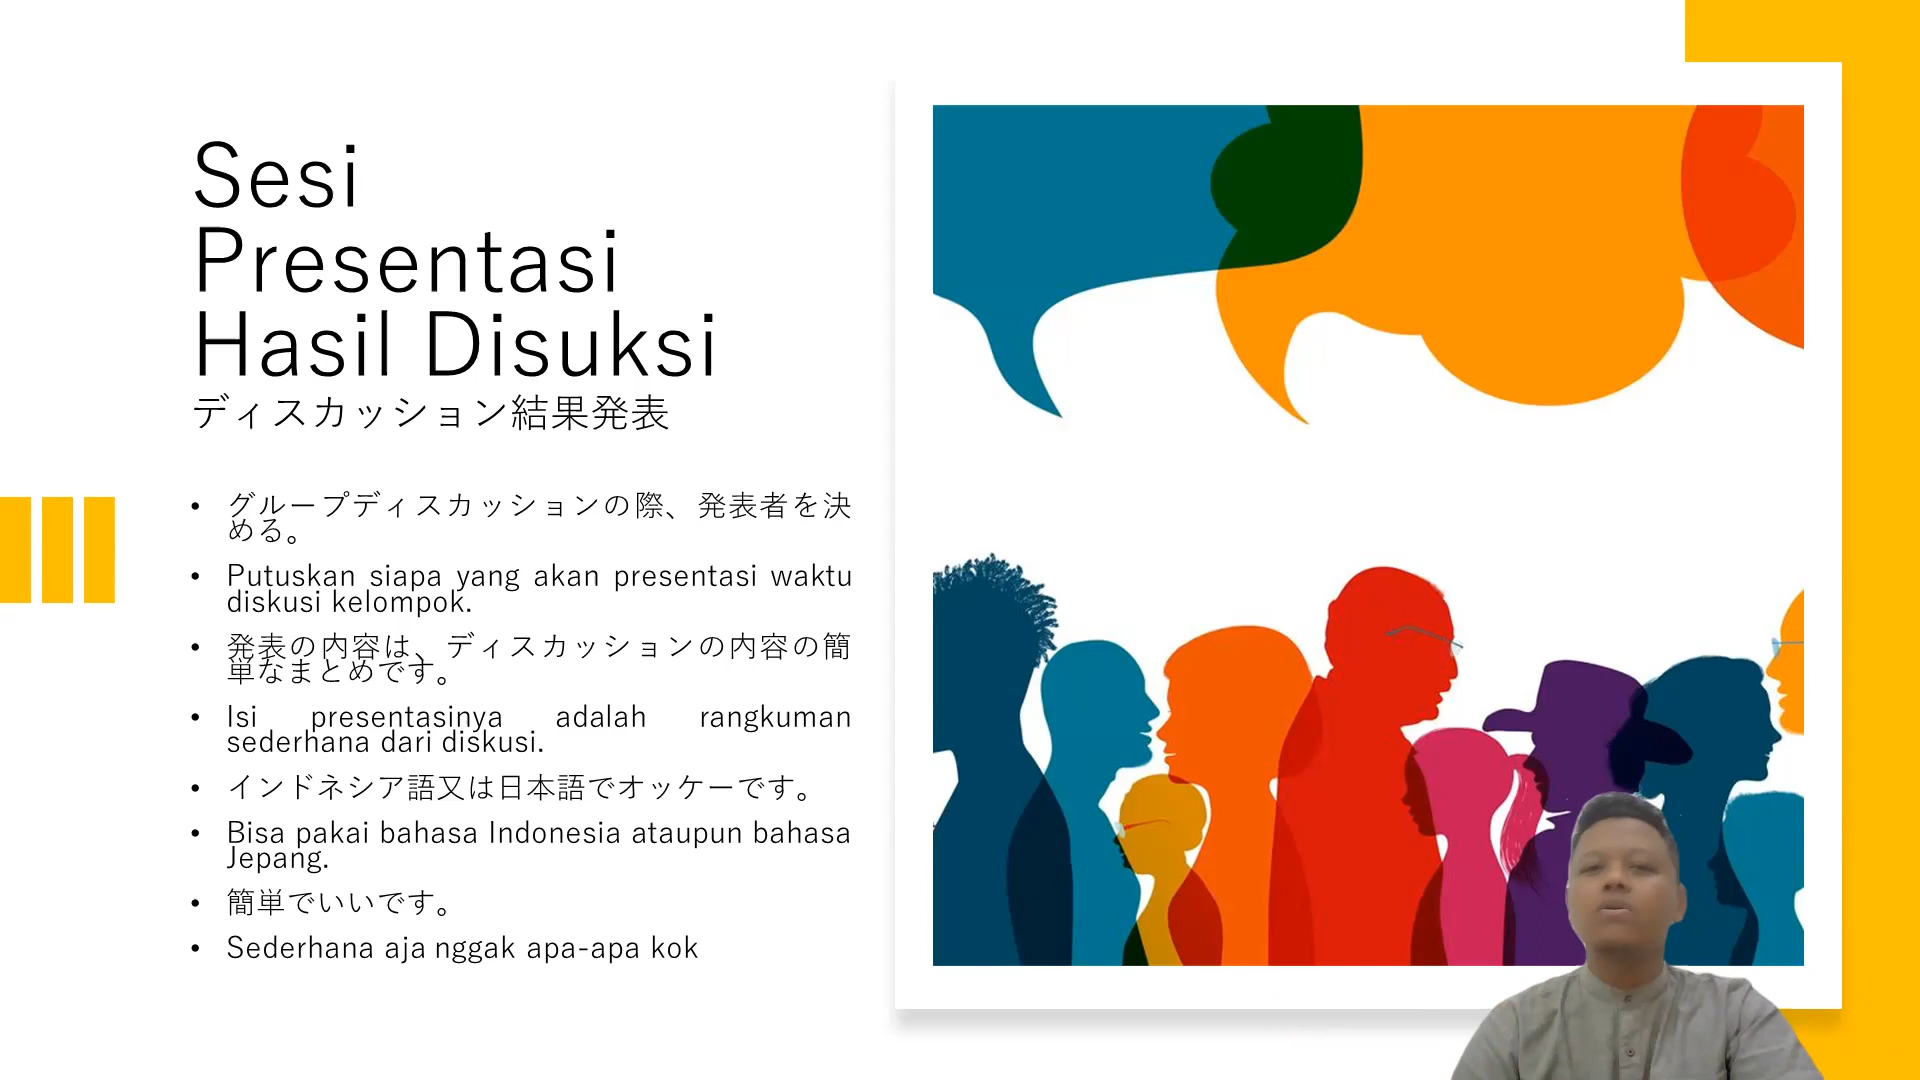 Sesi
Presentasi
Hasil Disuksi
ディスカッション結果発表
• グループディスカッションの際、発表者を決
める。
• Putuskan siapa yang akan presentasi waktu
diskusi kelompok.
• 発表の内容は、ディスカッションの内容の簡
単なまとめです。
• Isi presentasinya adalah rangkuman
sederhana dari diskusi.
• インドネシア語又は日本語でオッケーです。
• Bisa pakai bahasa Indonesia ataupun bahasa
Jepang.
• 簡単でいいです。
• Sederhana aja nggak apa-apa kok